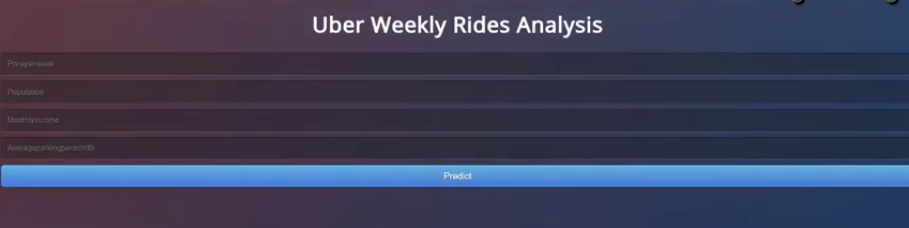 Uber Weekly Rides Analysis
Priceperweek
Population
Monthlyincome
Averageparkingpermonth
Predict